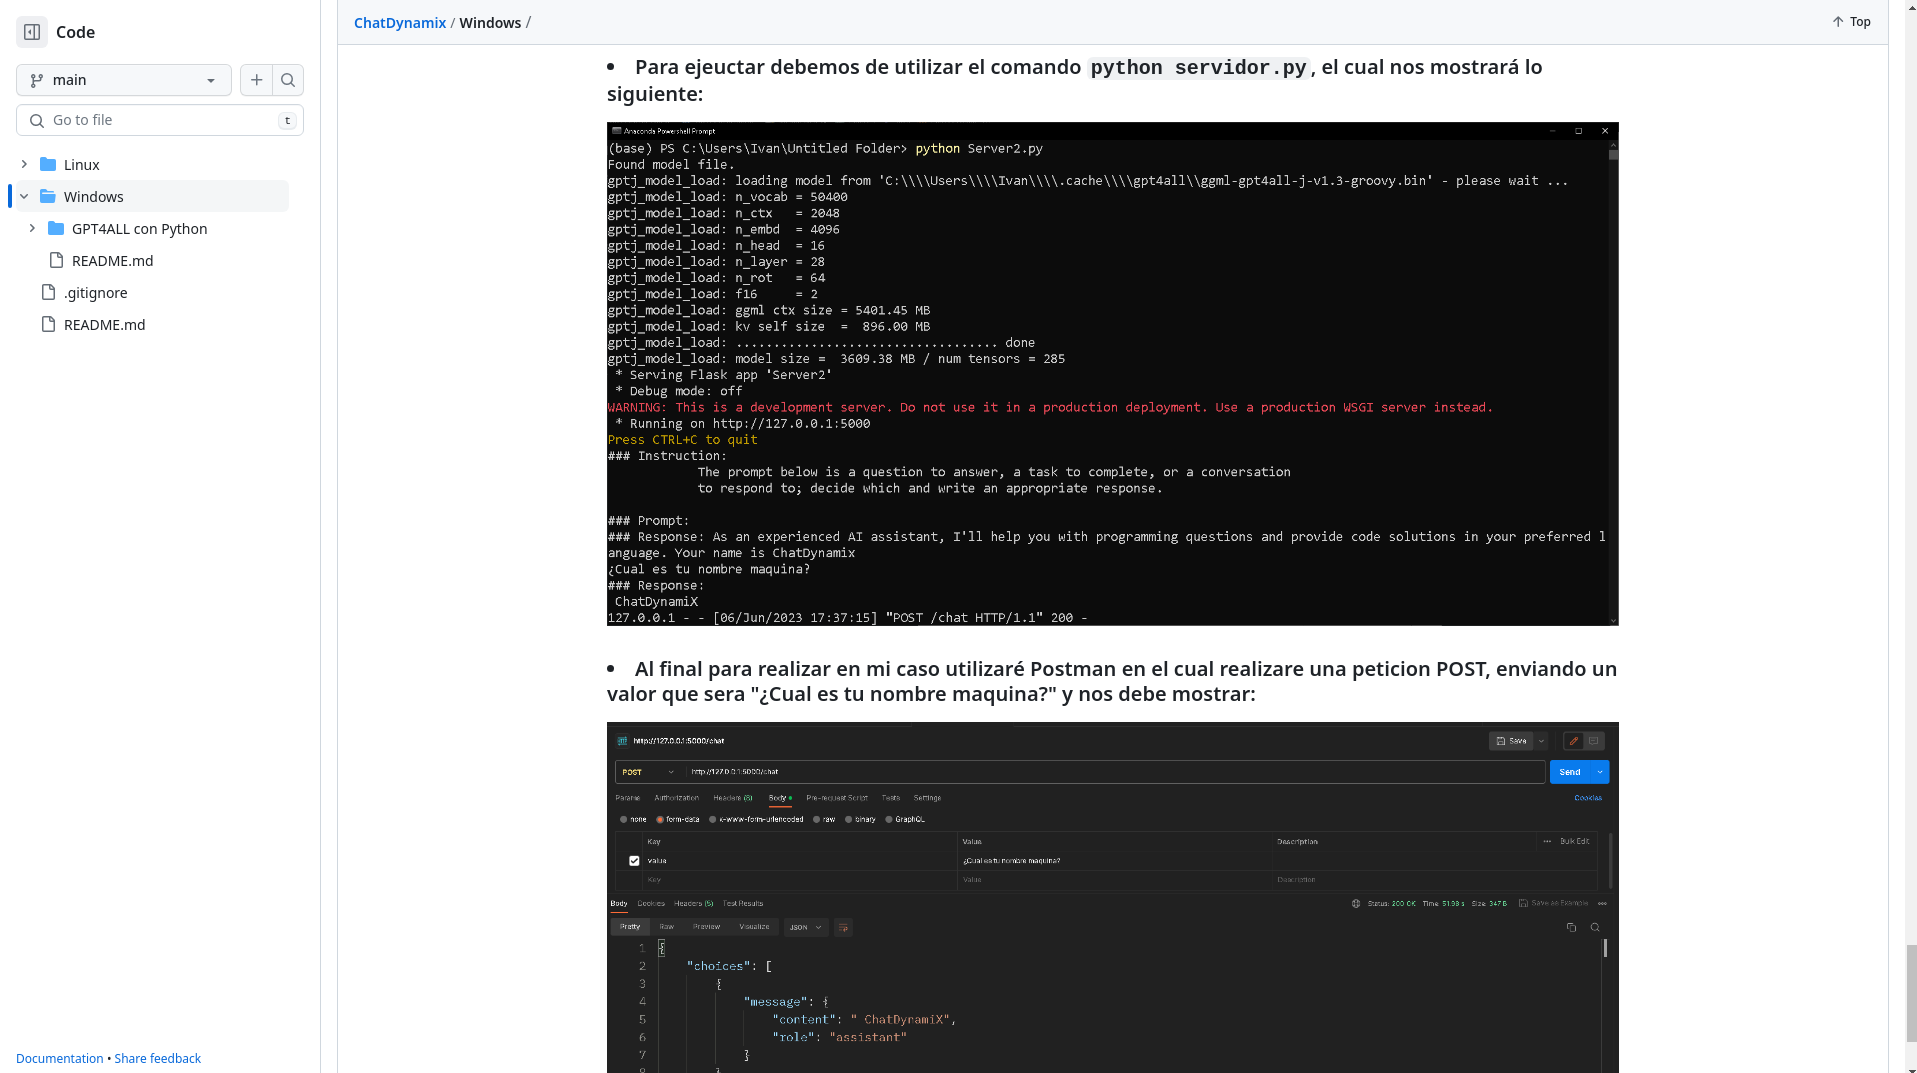 Code
main
Go to file
t
Linux
Windows
GPT4ALL con Python
README.md
.gitignore
README.md
Documentation • Share feedback
ChatDynamix / Windows /
Top
Para ejeuctar debemos de utilizar el comando python servidor.py, el cual nos mostrará lo
siguiente:
Anaconda Powershell Prompt
(base) PS C:\Users\Ivan\Untitled Folder> python Server2.py
Found model file.
gptj_model_load: loading model from 'C:\\\\Users\\\\Ivan\\\\.cache\\\\gpt4all\\ggml-gpt4all-j-v1.3-groovy.bin' - please wait ...
gptj_model_load: n_vocab = 50400
gptj_model_load: n_ctx   = 2048
gptj_model_load: n_embd  = 4096
gptj_model_load: n_head  = 16
gptj_model_load: n_layer = 28
gptj_model_load: n_rot   = 64
gptj_model_load: f16     = 2
gptj_model_load: ggml ctx size = 5401.45 MB
gptj_model_load: kv self size  =  896.00 MB
gptj_model_load: ................................... done
gptj_model_load: model size =  3609.38 MB / num tensors = 285
* Serving Flask app 'Server2'
* Debug mode: off
WARNING: This is a development server. Do not use it in a production deployment. Use a production WSGI server instead.
* Running on http://127.0.0.1:5000
Press CTRL+C to quit
### Instruction:
The prompt below is a question to answer, a task to complete, or a conversation
to respond to; decide which and write an appropriate response.
### Prompt:
### Response: As an experienced AI assistant, I'll help you with programming questions and provide code solutions in your preferred l
anguage. Your name is ChatDynamix
¿Cual es tu nombre maquina?
### Response:
ChatDynamiX
127.0.0.1 - - [06/Jun/2023 17:37:15] "POST /chat HTTP/1.1" 200 -
Al final para realizar en mi caso utilizaré Postman en el cual realizare una peticion POST, enviando un
valor que sera "¿Cual es tu nombre maquina?" y nos debe mostrar:
http://127.0.0.1:5000/chat
Save
POST http://127.0.0.1:5000/chat Send
Params Authorization Headers (8) Body Pre-request Script Tests Settings Cookies
none form-data x-www-form-urlencoded raw binary GraphQL
Key Value Description Bulk Edit
value ¿Cual es tu nombre maquina?
Key Value Description
Body Cookies Headers (5) Test Results Status: 200 OK Time: 51.98 s Size: 347 B Save as Example
Pretty Raw Preview Visualize JSON
1 {
2 "choices": [
3 {
4 "message": {
5 "content": " ChatDynamiX",
6 "role": "assistant"
7 }
8 }